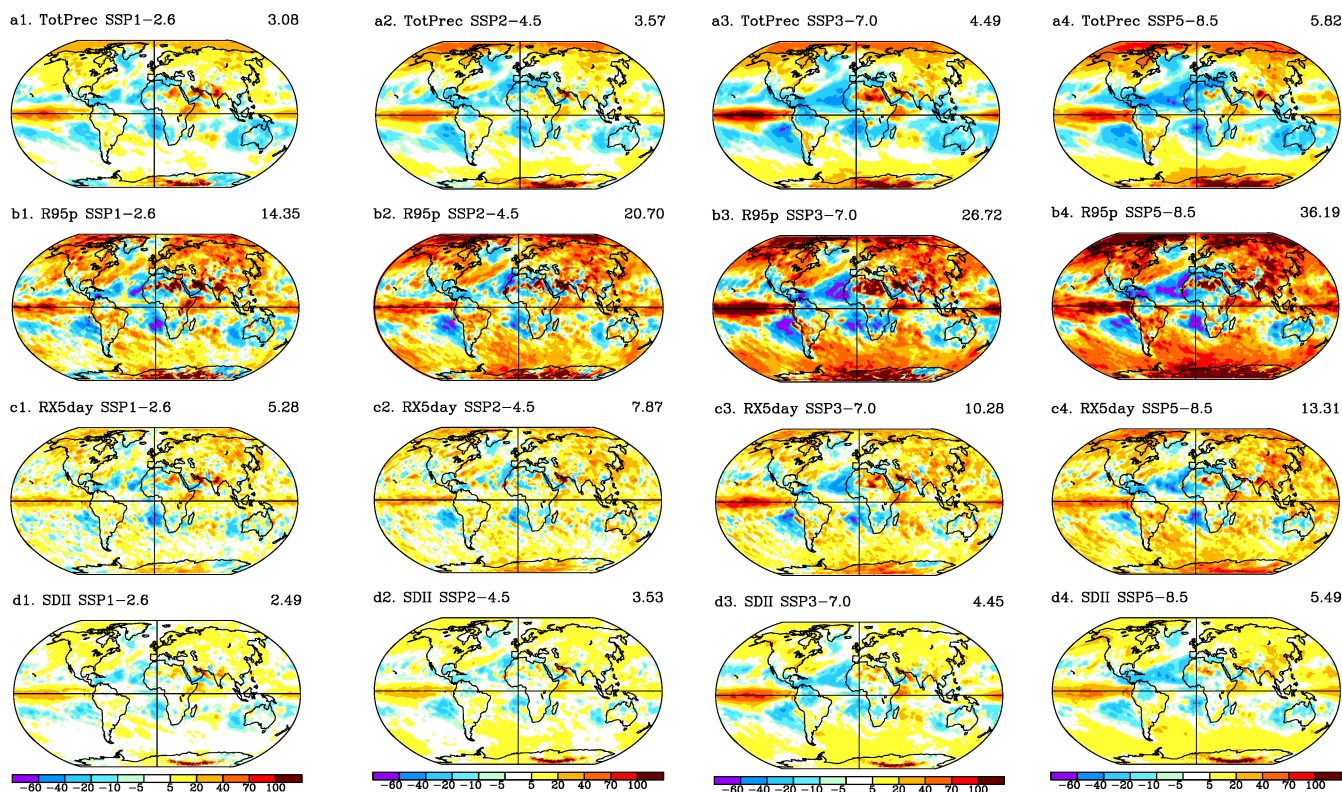 a1. TotPrec SSP1−2.6 3.08
a2. TotPrec SSP2−4.5 3.57
a3. TotPrec SSP3−7.0 4.49
a4. TotPrec SSP5−8.5 5.82
b1. R95p SSP1−2.6 14.35
b2. R95p SSP2−4.5 20.70
b3. R95p SSP3−7.0 26.72
b4. R95p SSP5−8.5 36.19
c1. RX5day SSP1−2.6 5.28
c2. RX5day SSP2−4.5 7.87
c3. RX5day SSP3−7.0 10.28
c4. RX5day SSP5−8.5 13.31
d1. SDII SSP1−2.6 2.49
d2. SDII SSP2−4.5 3.53
d3. SDII SSP3−7.0 4.45
d4. SDII SSP5−8.5 5.49
−60 −40 −20 −10 −5 5 20 40 70 100
−60 −40 −20 −10 −5 5 20 40 70 100
−60 −40 −20 −10 −5 5 20 40 70 100
−60 −40 −20 −10 −5 5 20 40 70 100